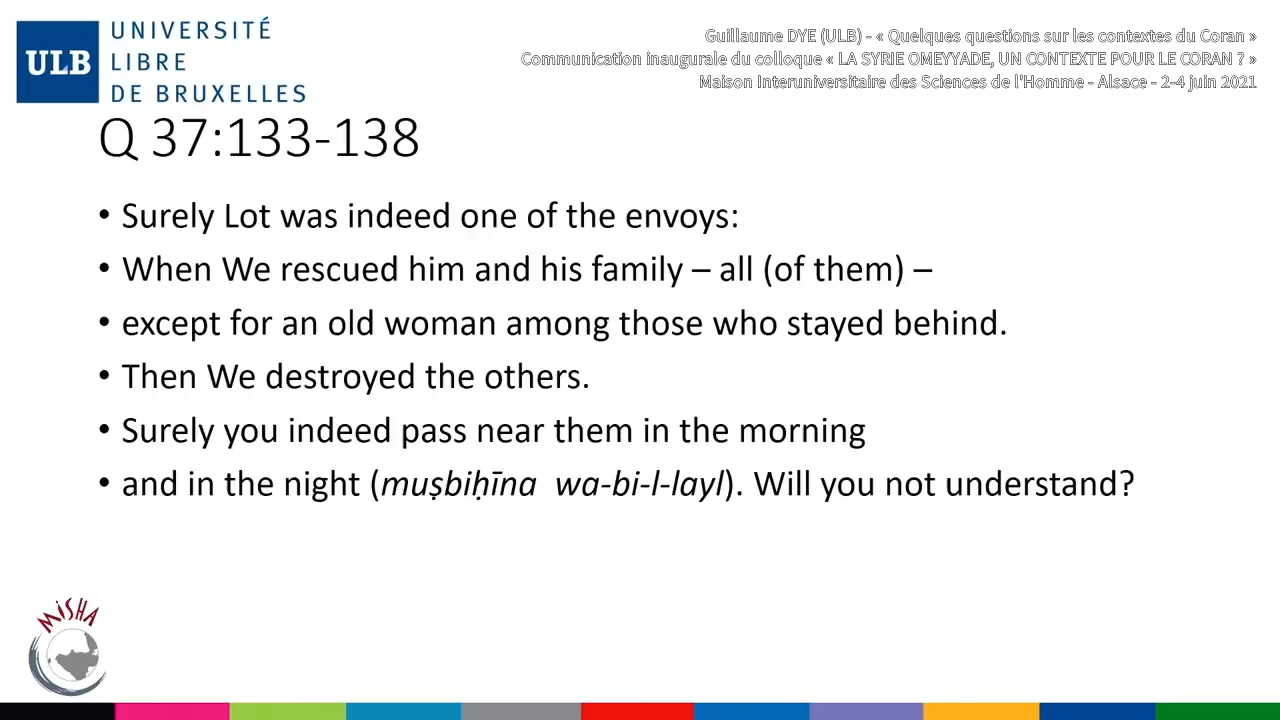 UNIVERSITÉ
ULB LIBRE
DE BRUXELLES
Guillaume DYE (ULB) - « Quelques questions sur les contextes du Coran »
Communication inaugurale du colloque « LA SYRIE OMEYYADE, UN CONTEXTE POUR LE CORAN ? »
Maison Interuniversitaire des Sciences de l'Homme - Alsace - 2-4 juin 2021
Q 37:133-138
• Surely Lot was indeed one of the envoys:
• When We rescued him and his family – all (of them) –
• except for an old woman among those who stayed behind.
• Then We destroyed the others.
• Surely you indeed pass near them in the morning
• and in the night (muṣbiḥīna wa-bi-l-layl). Will you not understand?
MISHA